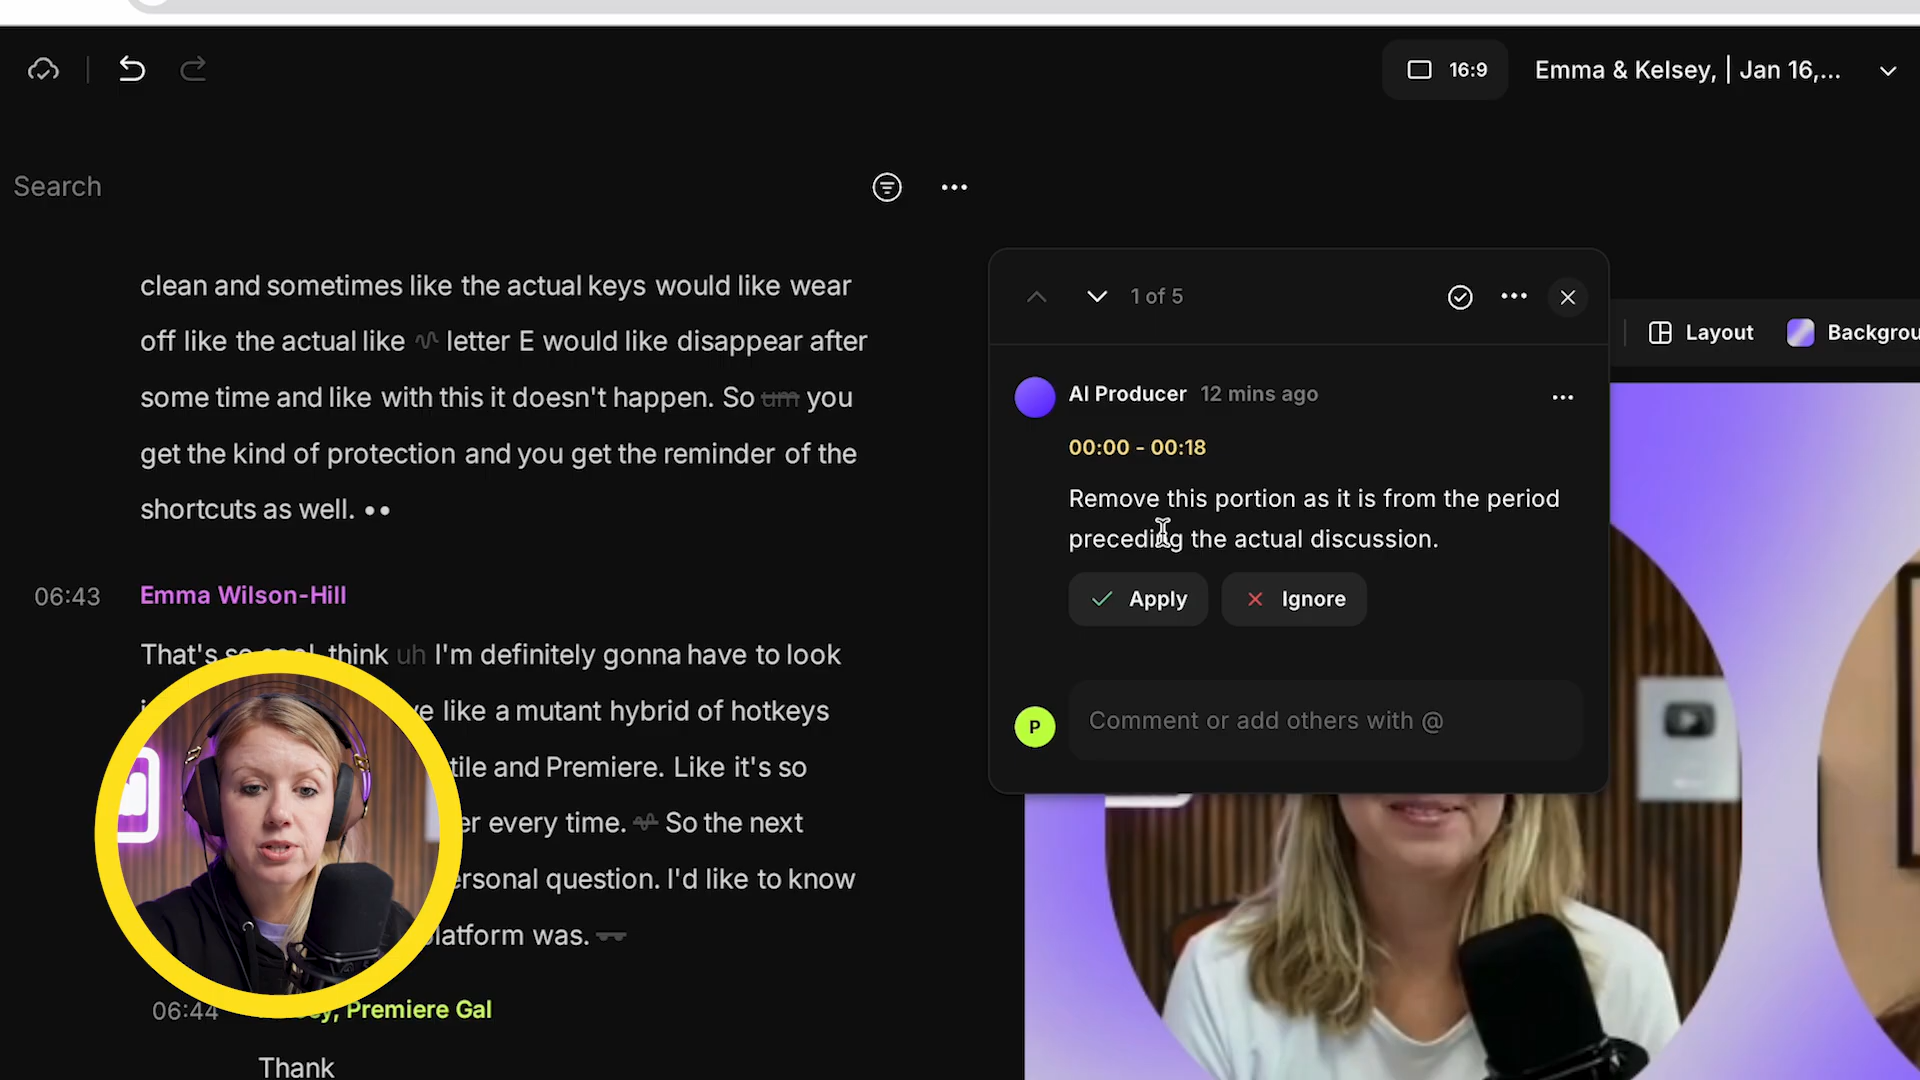 16:9
Emma & Kelsey, | Jan 16,...
Search
clean and sometimes like the actual keys would like wear
off like the actual like letter E would like disappear after
some time and like with this it doesn't happen. So um you
get the kind of protection and you get the reminder of the
shortcuts as well.
06:43 Emma Wilson-Hill
That's think uh I'm definitely gonna have to look
like a mutant hybrid of hotkeys
and Premiere. Like it's so
every time. So the next
question. I'd like to know
was.
06:44 Premiere Gal
Thank
1 of 5
AI Producer 12 mins ago
00:00 - 00:18
Remove this portion as it is from the period
preceding the actual discussion.
Apply Ignore
P
Comment or add others with @
Layout